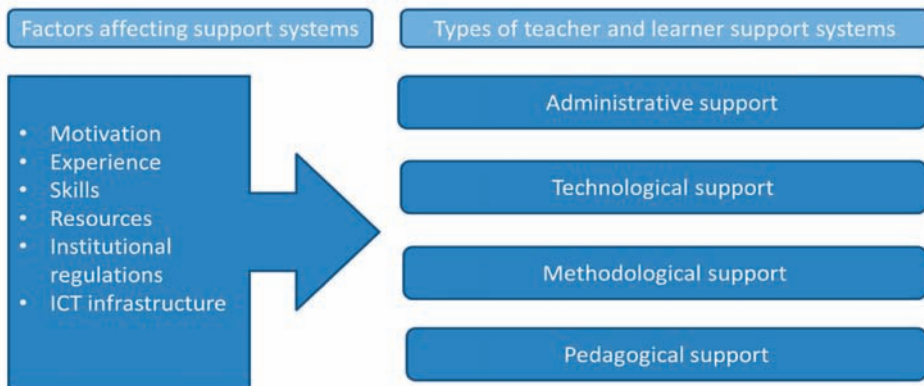 Factors affecting support systems
Types of teacher and learner support systems
• Motivation
• Experience
• Skills
• Resources
• Institutional
regulations
• ICT infrastructure
Administrative support
Technological support
Methodological support
Pedagogical support